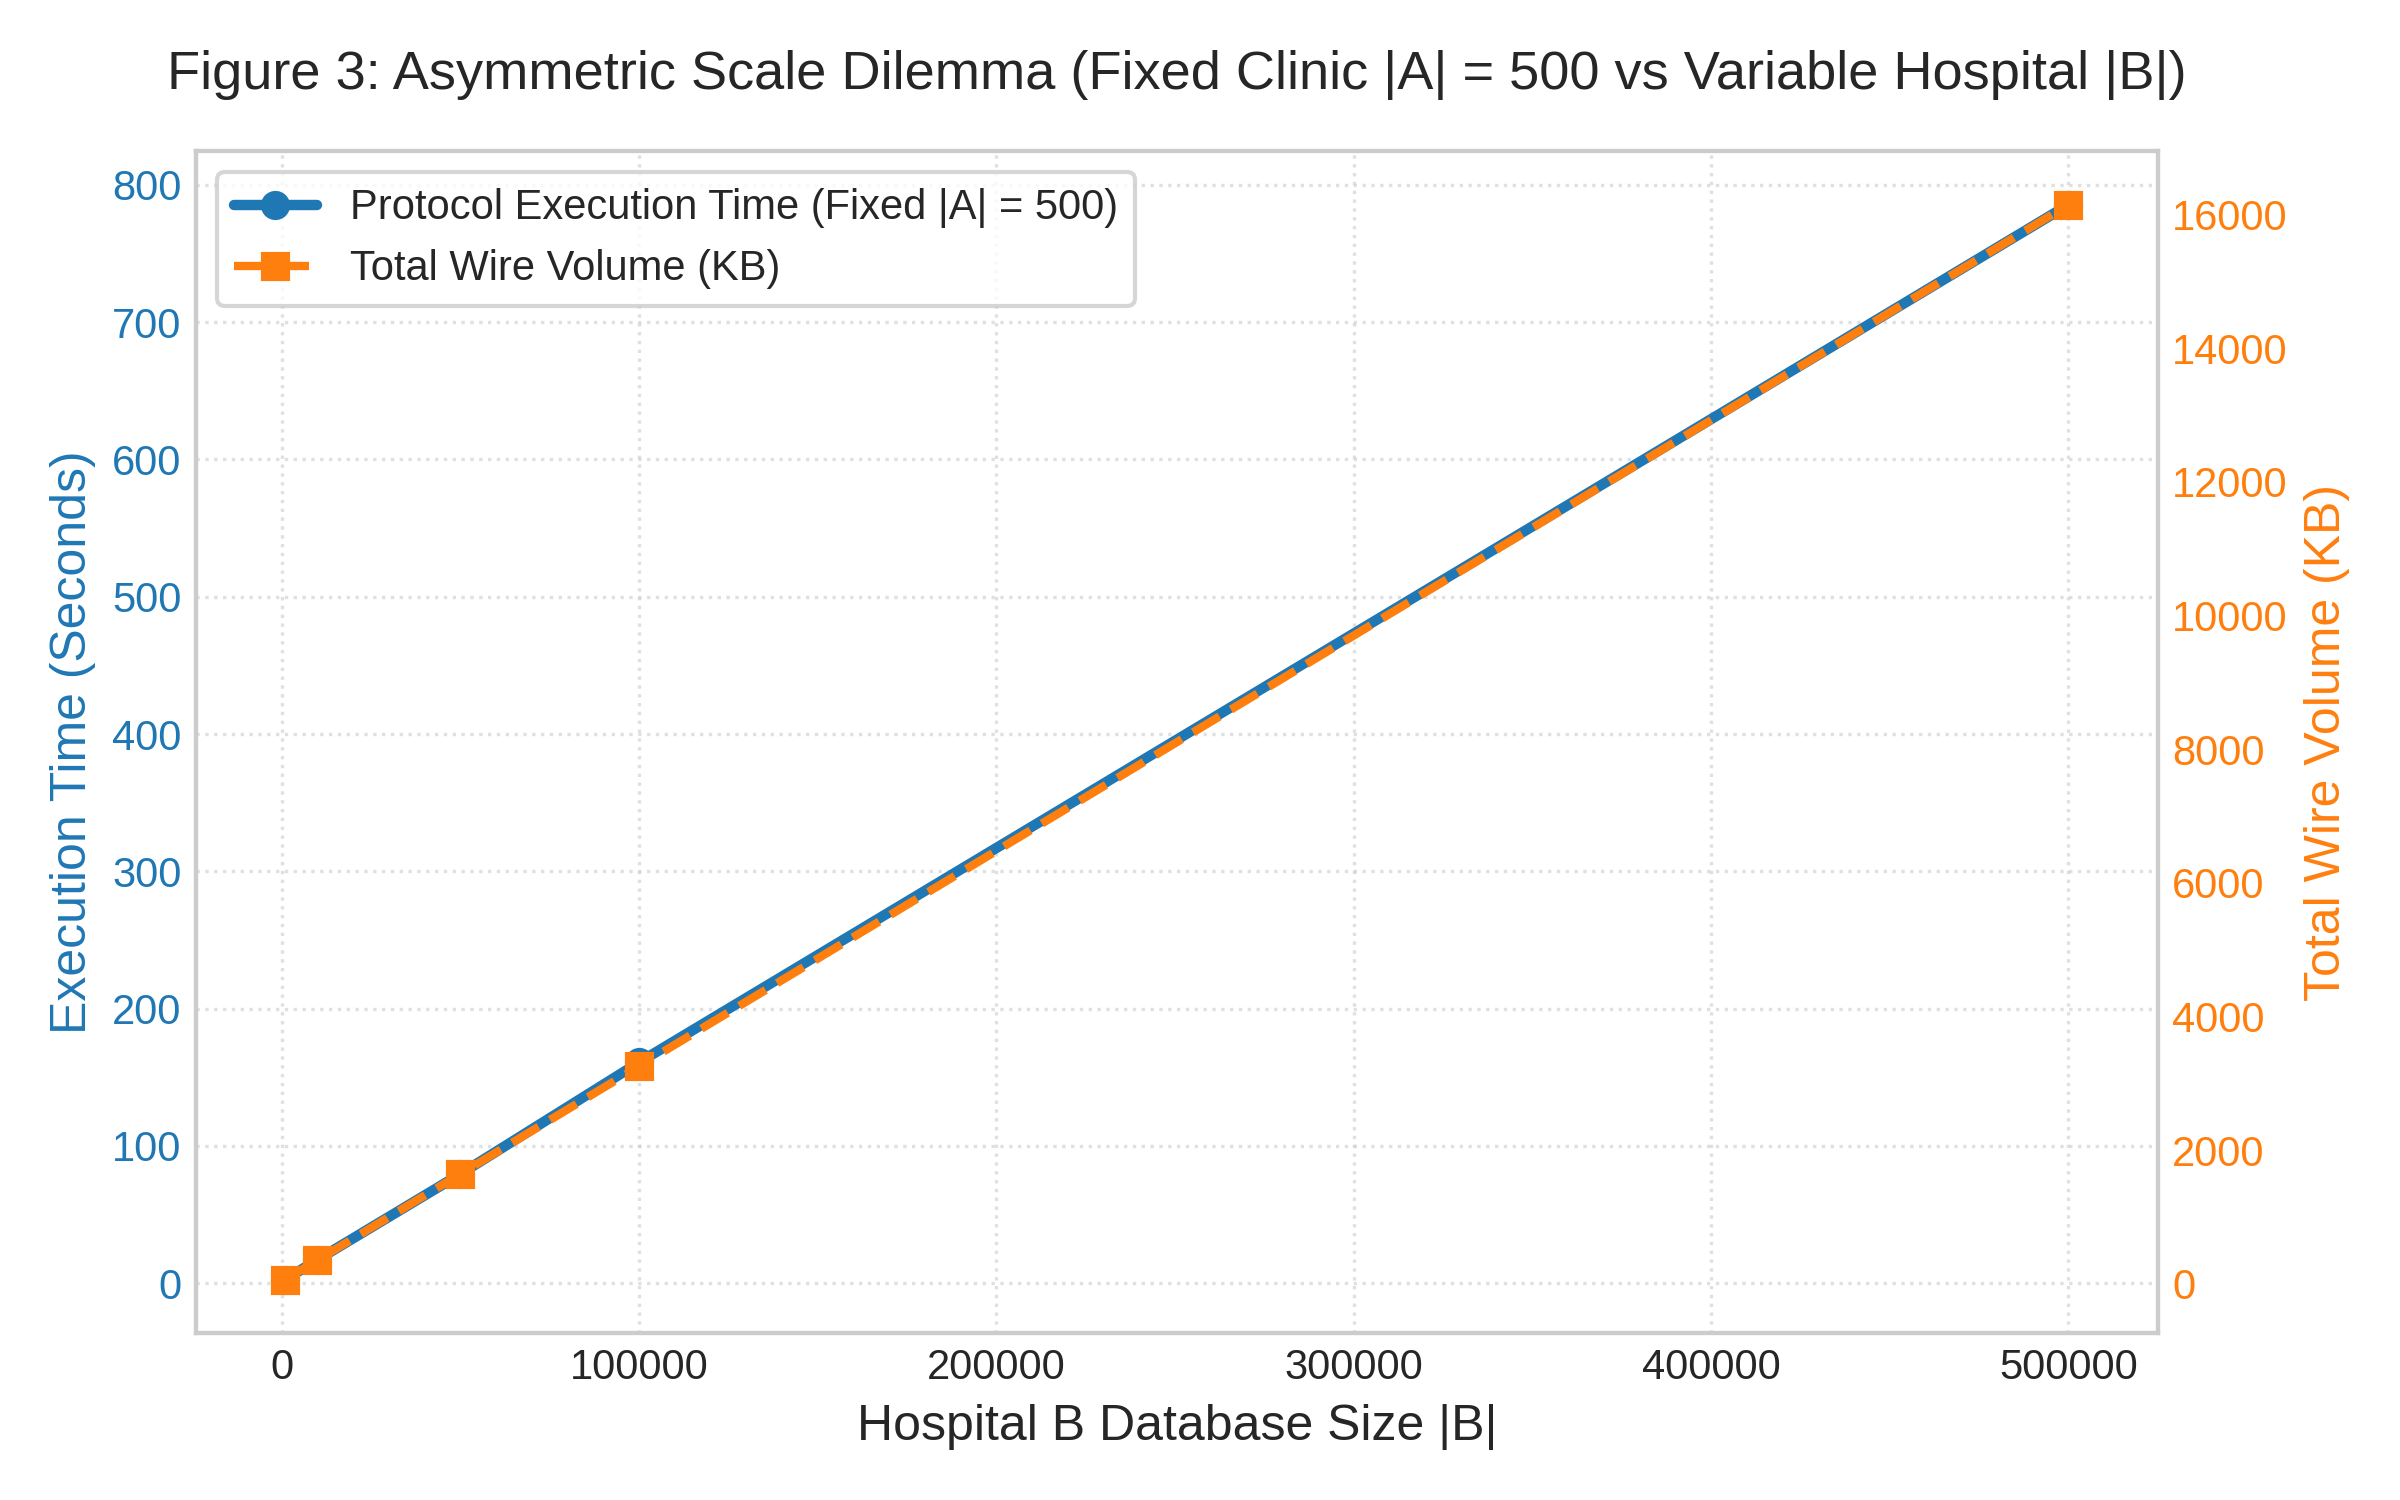 Figure 3: Asymmetric Scale Dilemma (Fixed Clinic |A| = 500 vs Variable Hospital |B|)
Protocol Execution Time (Fixed |A| = 500)
Total Wire Volume (KB)
Execution Time (Seconds)
800
700
600
500
400
300
200
100
0
16000
14000
12000
10000
8000
6000
4000
2000
0
Total Wire Volume (KB)
0 100000 200000 300000 400000 500000
Hospital B Database Size |B|